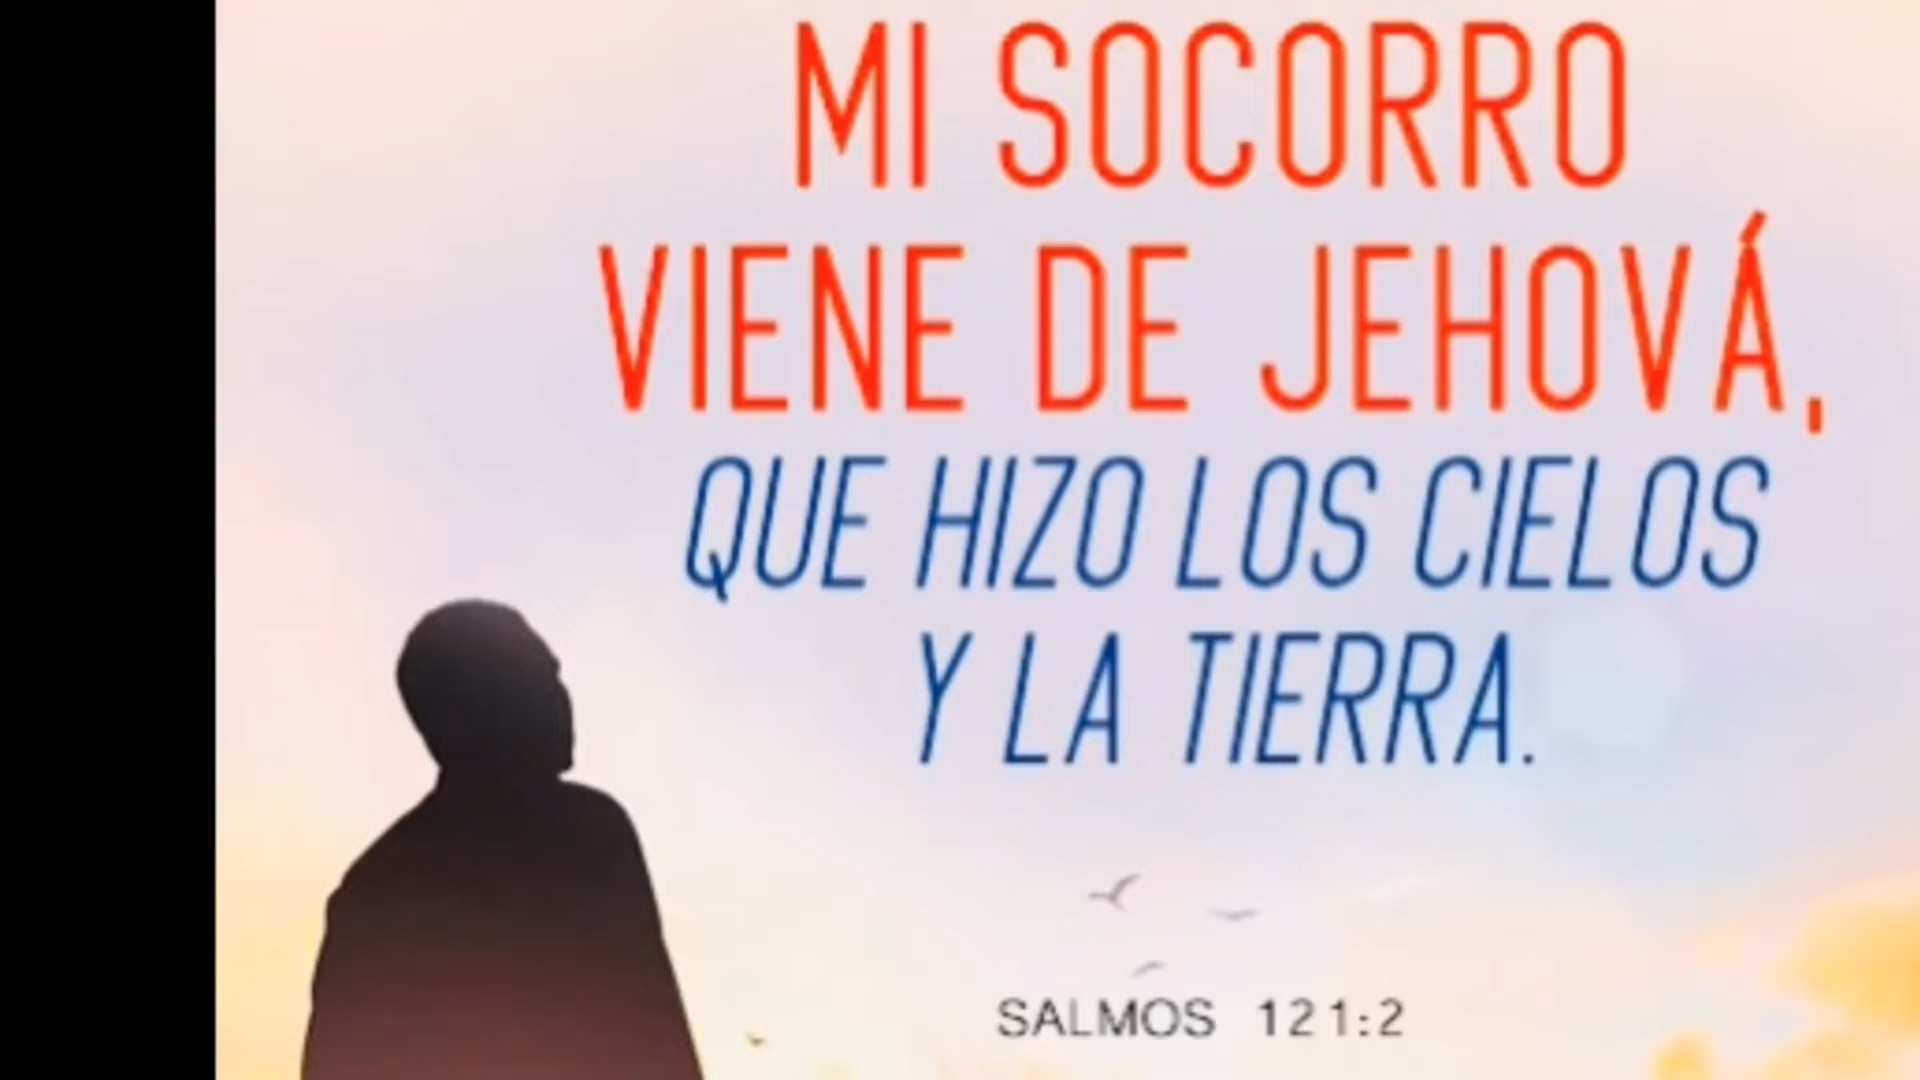 MI SOCORRO
VIENE DE JEHOVÁ,
QUE HIZO LOS CIELOS
Y LA TIERRA.
SALMOS 121:2